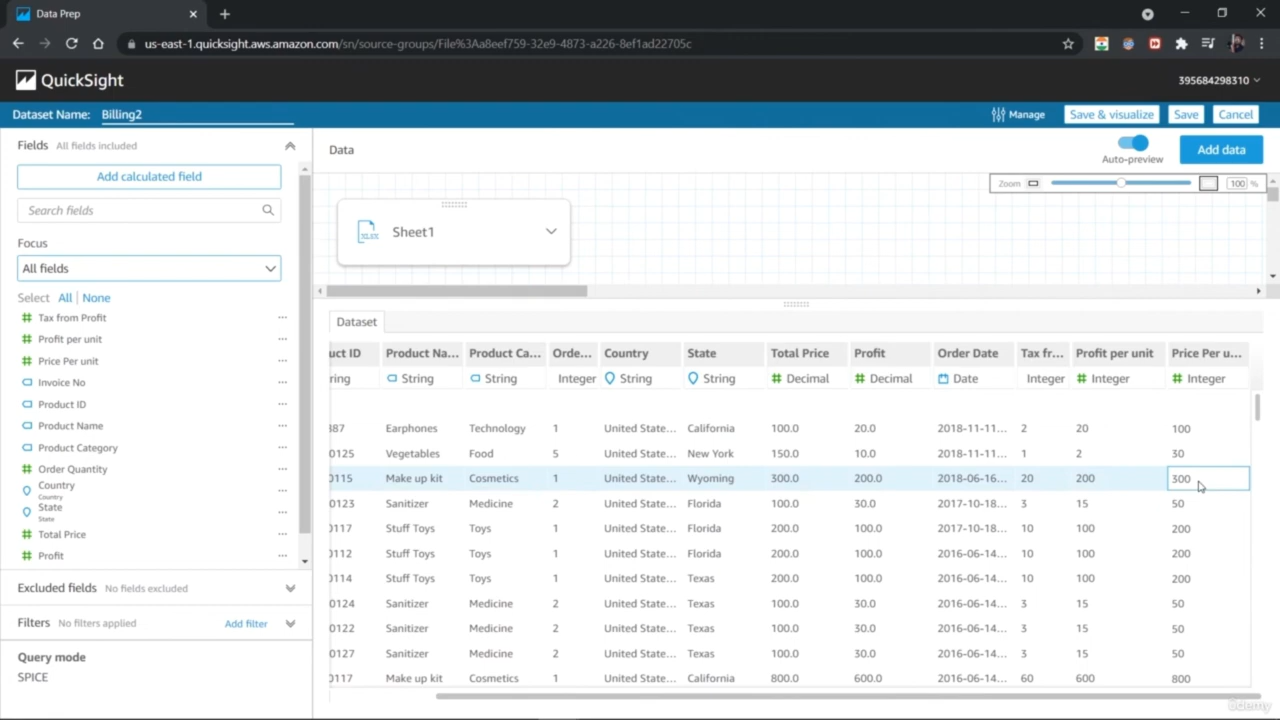 Data Prep
us-east-1.quicksight.aws.amazon.com/sn/source-groups/File%3Aa8eef759-32e9-4873-a226-8ef1ad22705c
QuickSight
395684298310
Dataset Name: Billing2
Manage Save & visualize Save Cancel
Fields All fields included
Add calculated field
Search fields
Focus
All fields
Select All | None
Tax from Profit
Profit per unit
Price Per unit
Invoice No
Product ID
Product Name
Product Category
Order Quantity
Country
Country
State
State
Total Price
Profit
Excluded fields No fields excluded
Filters No filters applied Add filter
Query mode
SPICE
Data
Auto-preview
Add data
Zoom 100 %
XLSX
Sheet1
Dataset
uct ID Product Na... Product Ca... Orde... Country State Total Price Profit Order Date Tax fr... Profit per unit Price Per u...
ring String String Integer String String Decimal Decimal Date Integer Integer Integer
387 Earphones Technology 1 United State... California 100.0 20.0 2018-11-11... 2 20 100
0125 Vegetables Food 5 United State... New York 150.0 10.0 2018-11-11... 1 2 30
0115 Make up kit Cosmetics 1 United State... Wyoming 300.0 200.0 2018-06-16... 20 200 300
0123 Sanitizer Medicine 2 United State... Florida 100.0 30.0 2017-10-18... 3 15 50
0117 Stuff Toys Toys 1 United State... Florida 200.0 100.0 2017-10-18... 10 100 200
0112 Stuff Toys Toys 1 United State... Florida 200.0 100.0 2016-06-14... 10 100 200
0114 Stuff Toys Toys 1 United State... Texas 200.0 100.0 2016-06-14... 10 100 200
0124 Sanitizer Medicine 2 United State... Texas 100.0 30.0 2016-06-14... 3 15 50
0122 Sanitizer Medicine 2 United State... Texas 100.0 30.0 2016-06-14... 3 15 50
0127 Sanitizer Medicine 2 United State... Texas 100.0 30.0 2016-06-14... 3 15 50
0117 Make up kit Cosmetics 1 United State... California 800.0 600.0 2016-06-14... 60 600 800
Udemy